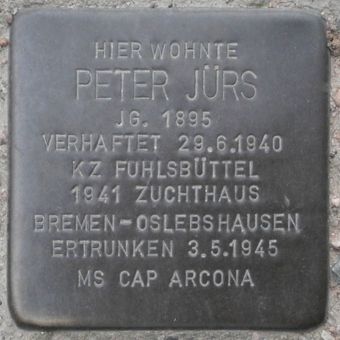 HIER WOHNTE
PETER JÜRS
JG. 1895
VERHAFTET 29.6.1940
KZ FUHLSBÜTTEL
1941 ZUCHTHAUS
BREMEN-OSLEBSHAUSEN
ERTRUNKEN 3.5.1945
MS CAP ARCONA